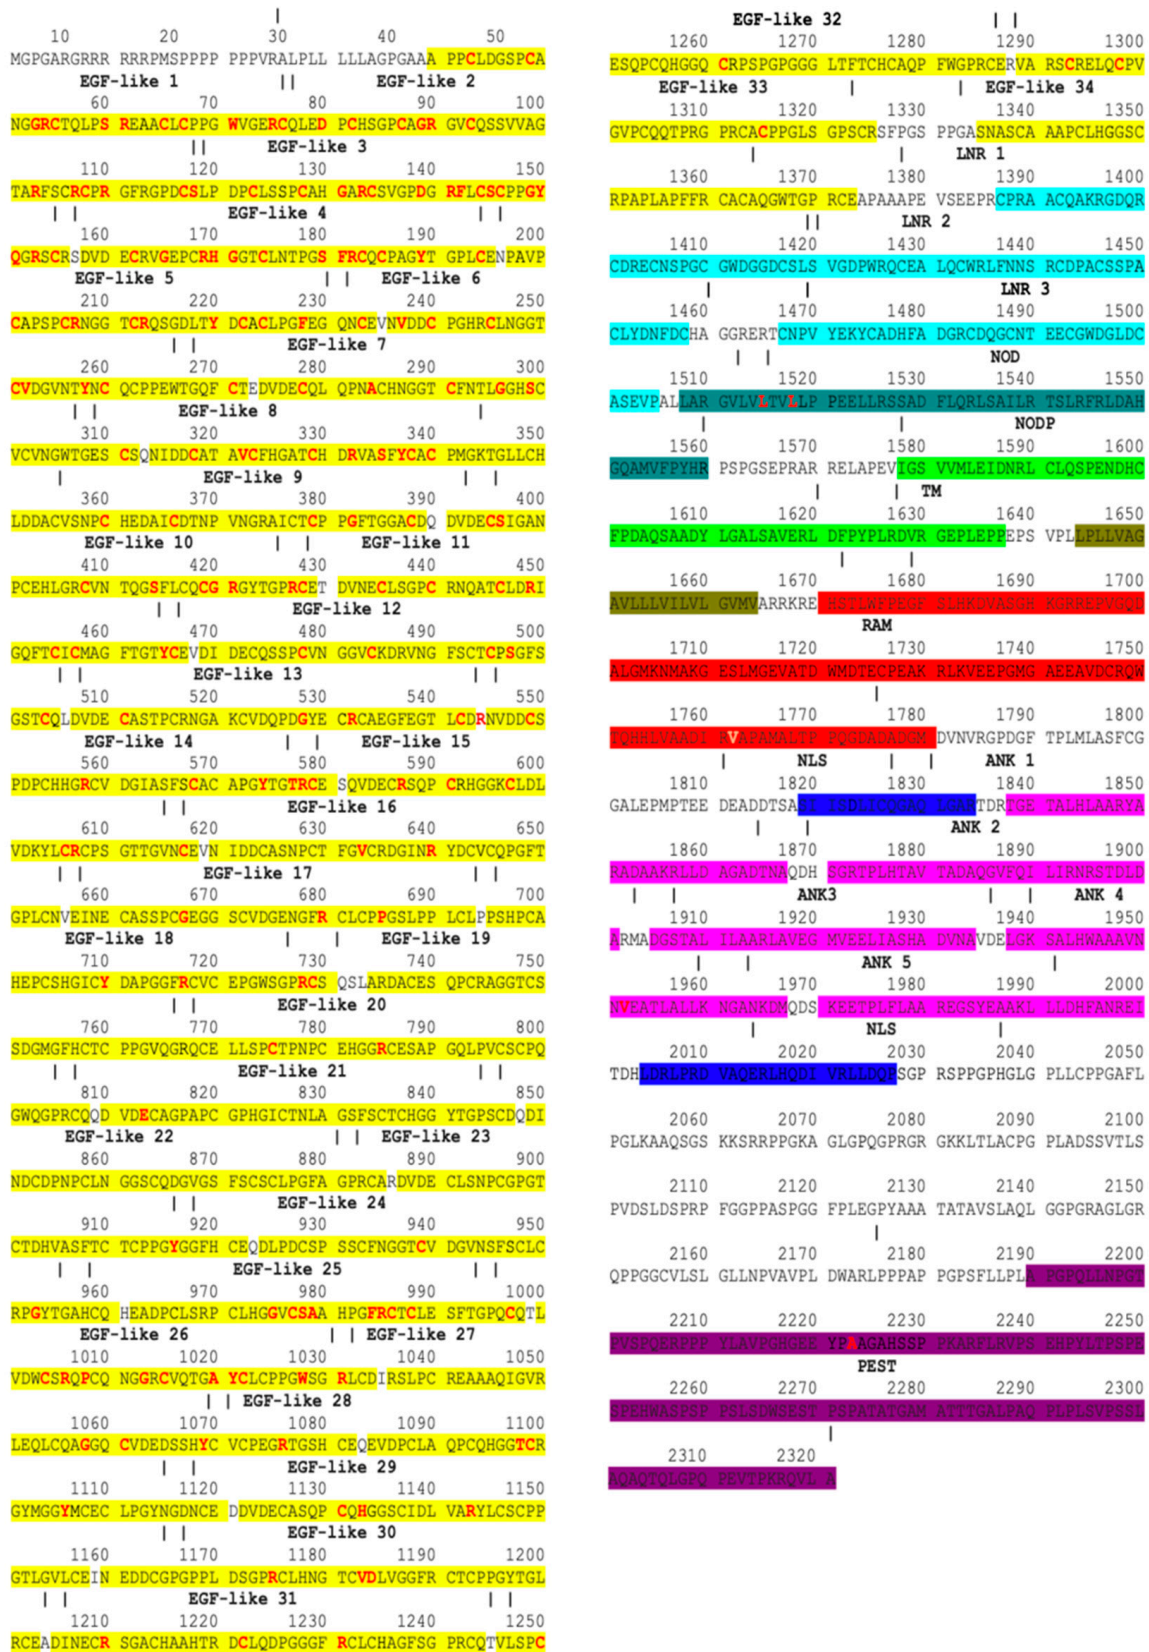 10 20 30 40 50
MGPGARGRRR RRRPMSPPPP PPPVRALPLL LLLAGPGAAA PPCLDGSPCA
EGF-like 1 EGF-like 2
60 70 80 90 100
NGGRCTQLPS REAACLCPPG WVGERCQLED PCHSGPCAGR GVCQSSVVAG
EGF-like 3
110 120 130 140 150
TARFSCRCPR GFRGPDCSLP DPCLSSPCAH GARCSVGPDG RFLCSCPPGY
EGF-like 4
160 170 180 190 200
QGRSCRSDVD ECRVGEPCRH GGTCLNTPGS FRCQCPAGYT GPLCENPAVP
EGF-like 5 EGF-like 6
210 220 230 240 250
CAPSPCRNGG TCRQSGDLTY DCACLPGFEG QNCEVNVDDC PGHRCLNGGT
EGF-like 7
260 270 280 290 300
CVDGVNTYNC QCPPEWTGQF CTEDVDECQL QPNACHNGGT CFNTLGGHSC
EGF-like 8
310 320 330 340 350
VCVNGWTGES CSQNIDDCAT AVCFHGATCH DRVASFYCAC PMGKTGLLCH
EGF-like 9
360 370 380 390 400
LDDACVSNPC HEDAICDTNP VNGRAICTCP PGFTGGACDQ DVDECSIGAN
EGF-like 10 EGF-like 11
410 420 430 440 450
PCEHLGRCVN TQGSFLCQCG RGYTGPRCET DVNECLSGPC RNQATCLDRI
EGF-like 12
460 470 480 490 500
GQFTCICMAG FTGTYCEVDI DECQSSPCVN GGVCKDRVNG FSCTCPSGFS
EGF-like 13
510 520 530 540 550
GSTCQLDVDE CASTPCRNGA KCVDQPDGYE CRCAEGFEGT LCDRNVDDCS
EGF-like 14 EGF-like 15
560 570 580 590 600
PDPCHHGRCV DGIASFSCAC APGYTGTRCE SQVDECRSQP CRHGGKCLDL
EGF-like 16
610 620 630 640 650
VDKYLCRCPS GTTGVNCEVN IDDCASNPCT FGVCRDGINR YDCVCQPGFT
EGF-like 17
660 670 680 690 700
GPLCNVEINE CASSPCGEGG SCVDGENGFR CLCPPGSLPP LCLPPSHPCA
EGF-like 18 EGF-like 19
710 720 730 740 750
HEPCSHGICY DAPGGFRCVC EPGWSGPRCS QSLARDACES QPCRAGGTCS
EGF-like 20
760 770 780 790 800
SDGMGFHCTC PPGVQGRQCE LLSPCTPNPC EHGGRCESAP GQLPVCSCPQ
EGF-like 21
810 820 830 840 850
GWQGPRCQQD VDECAGPAPC GPHGICTNLA GSFSCTCHGG YTGPSCDQDI
EGF-like 22 EGF-like 23
860 870 880 890 900
NDCDPNPCLN GGSCQDGVGS FSCSCLPGFA GPRCARDVDE CLSNPCGPGT
EGF-like 24
910 920 930 940 950
CTDHVASFTC TCPPGYGGFH CEQDLPDCSP SSCFNGGTCV DGVNSFSCLC
EGF-like 25
960 970 980 990 1000
RPGYTGAHCQ HEADPCLSRP CLHGGVCSAA HPGFRCTCLE SFTGPQCQTL
EGF-like 26 EGF-like 27
1010 1020 1030 1040 1050
VDWCSRQPCQ NGGRCVQTGA YCLCPPGWSG RLCDIRSLPC REAAAQIGVR
EGF-like 28
1060 1070 1080 1090 1100
LEQLCQAGGQ CVDEDSSHYC VCPEGRTGSH CEQEVDPCLA QPCQHGGTCR
EGF-like 29
1110 1120 1130 1140 1150
GYMGGYMCEC LPGYNGDNCE DDVDECASQP CQHGGSCIDL VARYLCSCPP
EGF-like 30
1160 1170 1180 1190 1200
GTLGVLCEIN EDDCGPGPPL DSGPRCLHNG TCVDLVGGFR CTCPPGYTGL
EGF-like 31
1210 1220 1230 1240 1250
RCEADINECR SGACHAAHTR DCLQDPGGGF RCLCHAGFSG PRCQTVLSPC
EGF-like 32
1260 1270 1280 1290 1300
ESQPCQHGGQ CRPSPGPGGG LTFTCHCAQP FWGPRCERVA RSCRELQCPV
EGF-like 33 EGF-like 34
1310 1320 1330 1340 1350
GVPCQQTPRG PRCACPPGLS GPSCRSFPGS PPGASNASCA AAPCLHGGSC
LNR 1
1360 1370 1380 1390 1400
RPAPLAPFFR CACAQGWTGP RCEAPAAAPE VSEEPRCPRA ACQAKRGDQR
LNR 2
1410 1420 1430 1440 1450
CDRECNSPGC GWDGGDCSLS VGDPWRQCEA LQCWRLFNNS RCDPACSSPA
LNR 3
1460 1470 1480 1490 1500
CLYDNFDCHA GGRERTCNPV YEKYCADHFA DGRCDQGCNT EECGWDGLDC
NOD
1510 1520 1530 1540 1550
ASEVPALLAR GVLVLTVLLP PEELLRSSAD FLQRLSAILR TSLRFRLDAH
NODP
1560 1570 1580 1590 1600
GQAMVFPYHR PSPGSEPRAR RELAPEVIGS VVMLEIDNRL CLQSPENDHC
TM
1610 1620 1630 1640 1650
FPDAQSAADY LGALSAVERL DFPYPLRDVR GEPLEPPEPS VPLLPLLVAG
1660 1670 1680 1690 1700
AVLLLVILVL GVMVARRKRE HSTLWFPEGF SLHKDVASGH KGRREPVGQD
RAM
1710 1720 1730 1740 1750
ALGMKNMAKG ESLMGEVATD WMDTECPEAK RLKVEEPGMG AEEAVDCRQW
1760 1770 1780 1790 1800
TQHHLVAADI RVAPAMALTP PQGDADADGM DVNVRGPDGF TPLMLASFCG
NLS ANK 1
1810 1820 1830 1840 1850
GALEPMPTEE DEADDTSASI ISDLICQGAQ LGARTDRTGE TALHLAARYA
ANK 2
1860 1870 1880 1890 1900
RADAAKRLLD AGADTNAQDH SGRTPLHTAV TADAQGVFQI LIRNRSTDLD
ANK3 ANK 4
1910 1920 1930 1940 1950
ARMADGSTAL ILAARLAVEG MVEELIASHA DVNAVDELGK SALHWAAAVN
ANK 5
1960 1970 1980 1990 2000
NVEATLALLK NGANKDMQDS KEETPLFLAA REGSYEAAKL LLDHFANREI
NLS
2010 2020 2030 2040 2050
TDHLDRLPRD VAQERLHQDI VRLLDQPSGP RSPPGPHGLG PLLCPPGAFL
2060 2070 2080 2090 2100
PGLKAAQSGS KKSRRPPGKA GLGPQGPRGR GKKLTLACPG PLADSSVTLS
2110 2120 2130 2140 2150
PVDSLDSPRP FGGPPASPGG FPLEGPYAAA TATAVSLAQL GGPGRAGLGR
2160 2170 2180 2190 2200
QPPGGCVLSL GLLNPVAVPL DWARLPPPAP PGPSFLLPLA PGPQLLNPGT
2210 2220 2230 2240 2250
PVSPQERPPP YLAVPGHGEE YPAAGAHSSP PKARFLRVPS EHPYLTPSPE
PEST
2260 2270 2280 2290 2300
SPEHWASPSP PSLSDWSEST PSPATATGAM ATTTGALPAQ PLPLSVPSSL
2310 2320
AQAQTQLGPQ PEVTPKRQVL A